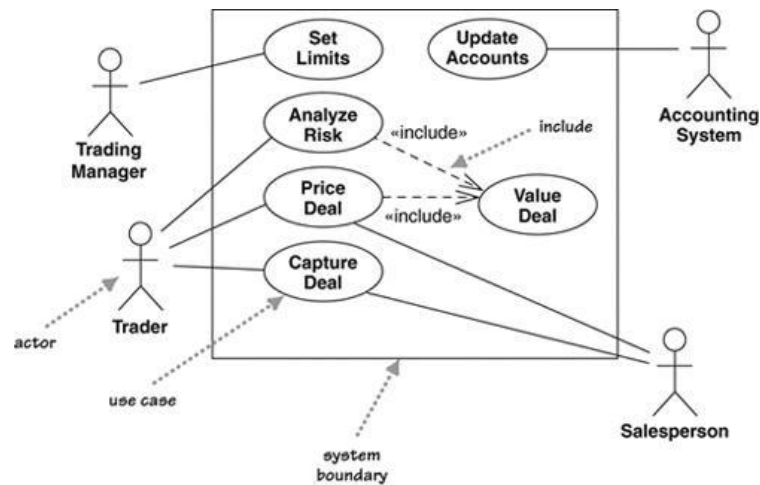 Set
Limits
Update
Accounts
Trading
Manager
Accounting
System
Analyze
Risk
«include»
include
Price
Deal
«include»
Value
Deal
Capture
Deal
Trader
actor
use case
system
boundary
Salesperson